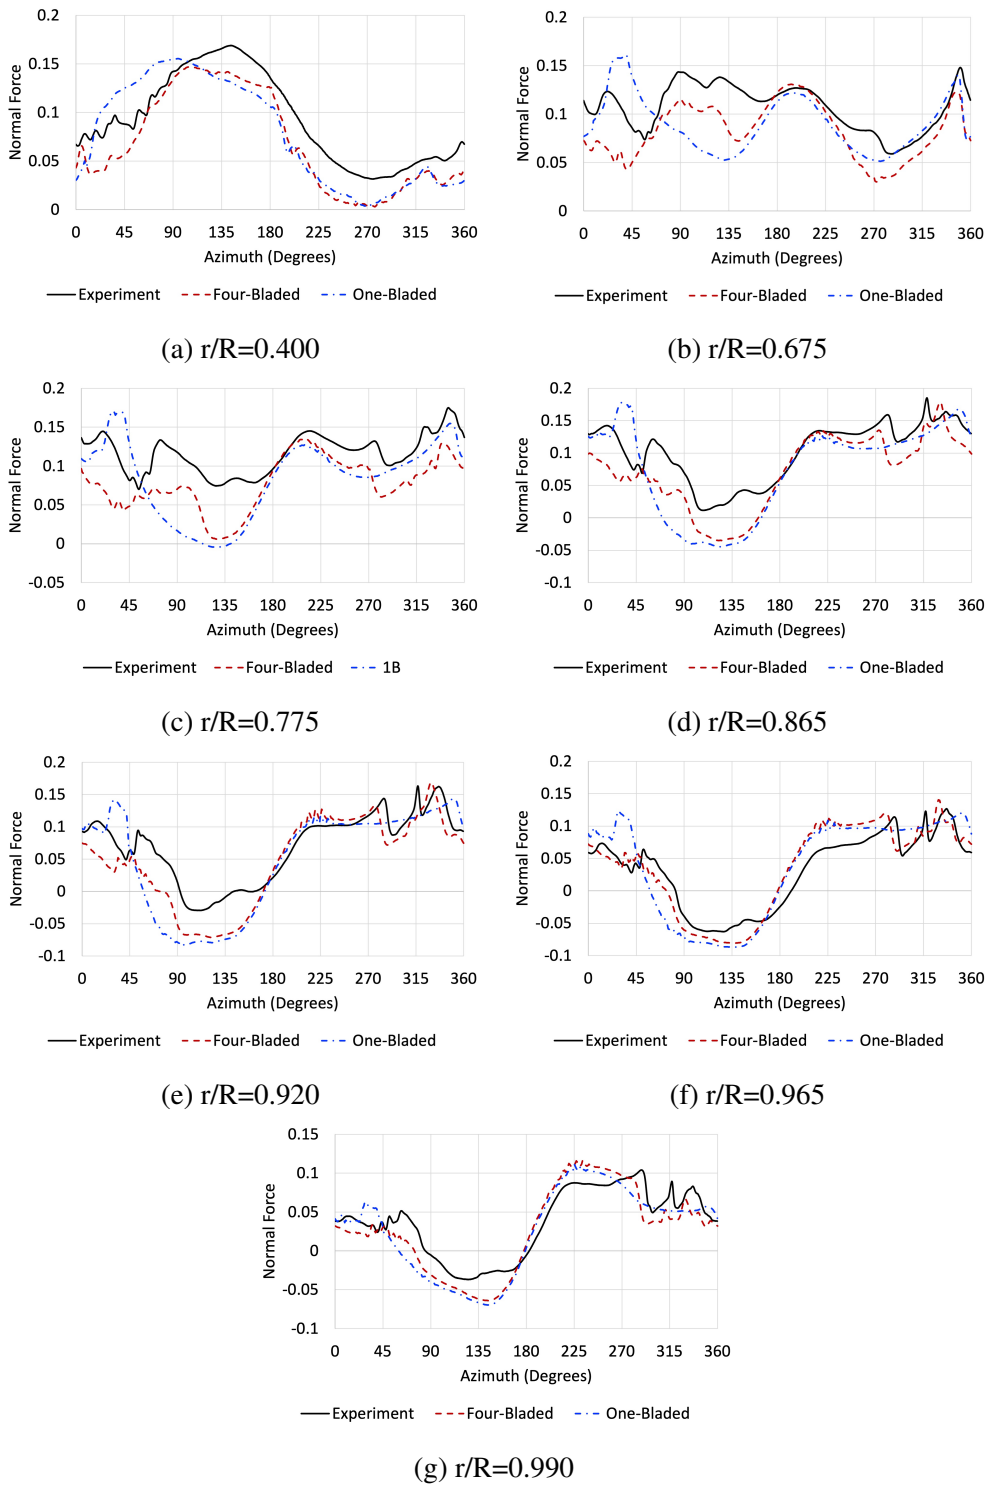 0.2
0.15
0.1
0.05
0
Normal Force
0 45 90 135 180 225 270 315 360
Azimuth (Degrees)
Experiment Four-Bladed One-Bladed
(a) r/R=0.400
0.2
0.15
0.1
0.05
0
Normal Force
0 45 90 135 180 225 270 315 360
Azimuth (Degrees)
Experiment Four-Bladed One-Bladed
(b) r/R=0.675
0.2
0.15
0.1
0.05
0
-0.05
Normal Force
0 45 90 135 180 225 270 315 360
Azimuth (Degrees)
Experiment Four-Bladed 1B
(c) r/R=0.775
0.2
0.15
0.1
0.05
0
-0.05
-0.1
Normal Force
0 45 90 135 180 225 270 315 360
Azimuth (Degrees)
Experiment Four-Bladed One-Bladed
(d) r/R=0.865
0.2
0.15
0.1
0.05
0
-0.05
-0.1
Normal Force
0 45 90 135 180 225 270 315 360
Azimuth (Degrees)
Experiment Four-Bladed One-Bladed
(e) r/R=0.920
0.2
0.15
0.1
0.05
0
-0.05
-0.1
Normal Force
0 45 90 135 180 225 270 315 360
Azimuth (Degrees)
Experiment Four-Bladed One-Bladed
(f) r/R=0.965
0.15
0.1
0.05
0
-0.05
-0.1
Normal Force
0 45 90 135 180 225 270 315 360
Azimuth (Degrees)
Experiment Four-Bladed One-Bladed
(g) r/R=0.990